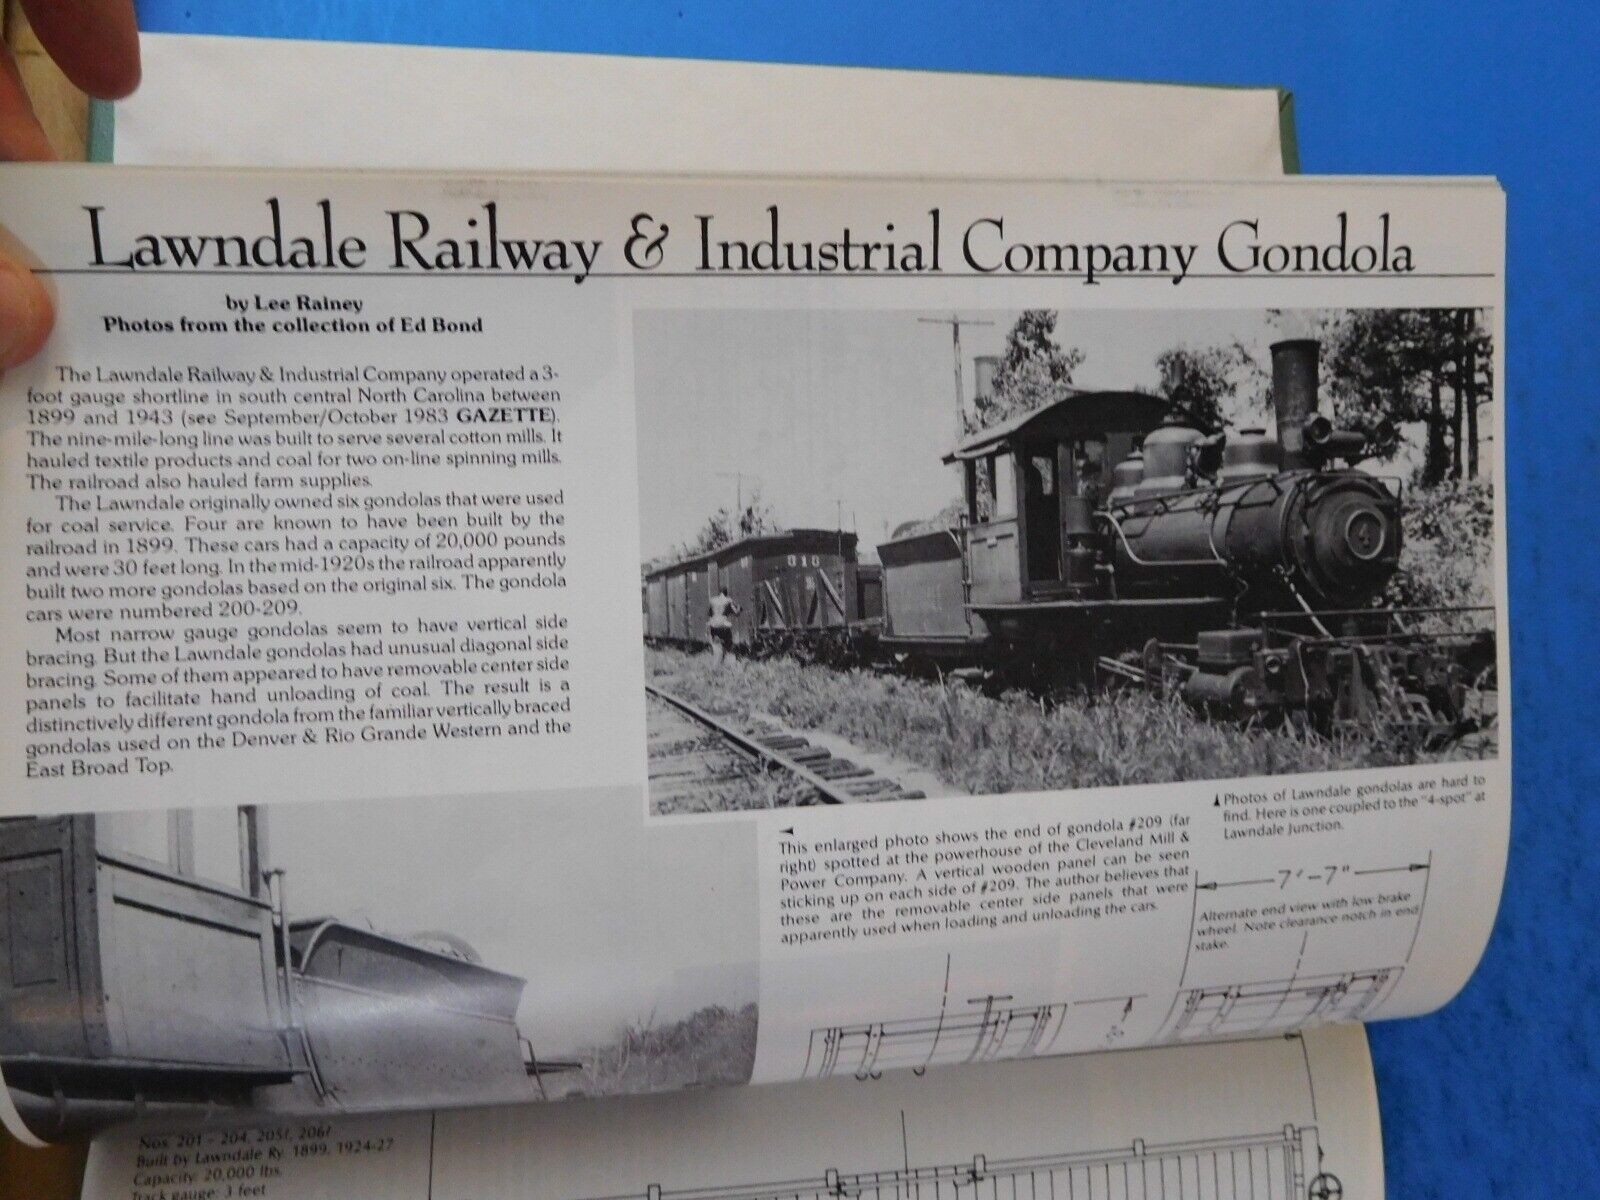 Lawndale Railway & Industrial Company Gondola
by Lee Rainey
Photos from the collection of Ed Bond
The Lawndale Railway & Industrial Company operated a 3-
foot gauge shortline in south central North Carolina between
1899 and 1943 (see September/October 1983 GAZETTE).
The nine-mile-long line was built to serve several cotton mills. It
hauled textile products and coal for two on-line spinning mills.
The railroad also hauled farm supplies.
The Lawndale originally owned six gondolas that were used
for coal service. Four are known to have been built by the
railroad in 1899. These cars had a capacity of 20,000 pounds
and were 30 feet long. In the mid-1920s the railroad apparently
built two more gondolas based on the original six. The gondola
cars were numbered 200-209.
Most narrow gauge gondolas seem to have vertical side
bracing. But the Lawndale gondolas had unusual diagonal side
bracing. Some of them appeared to have removable center side
panels to facilitate hand unloading of coal. The result is a
distinctively different gondola from the familiar vertically braced
gondolas used on the Denver & Rio Grande Western and the
East Broad Top.
010
Photos of Lawndale gondolas are hard to
find. Here is one coupled to the "4-spot" at
Lawndale Junction.
This enlarged photo shows the end of gondola #209 (far
right) spotted at the powerhouse of the Cleveland Mill &
Power Company. A vertical wooden panel can be seen
sticking up on each side of #209. The author believes that
these are the removable center side panels that were
apparently used when loading and unloading the cars.
7'-7"
Alternate end view with low brake
wheel. Note clearance notch in end
stake.
Nos. 201 - 204, 205?, 206?
Built by Lawndale Ry. 1899, 1924-27
Capacity: 20,000 lbs.
Track gauge: 3 feet